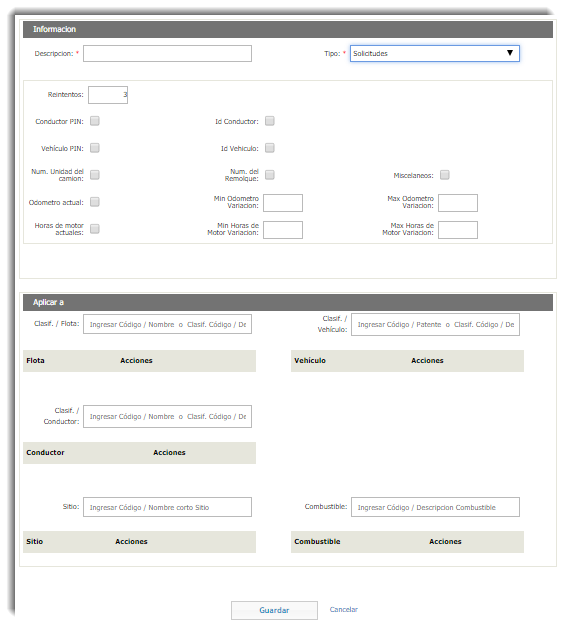 Informacion
Descripcion: *
Tipo: * Solicitudes
Reintentos: 3
Conductor PIN:
Id Conductor:
Vehículo PIN:
Id Vehiculo:
Num. Unidad del
camion:
Num. del
Remolque:
Miscelaneos:
Odometro actual:
Min Odometro
Variacion:
Max Odometro
Variacion:
Horas de motor
actuales:
Min Horas de
Motor Variacion:
Max Horas de
Motor Variacion:
Aplicar a
Clasif. / Flota: Ingresar Código / Nombre o Clasif. Código / De
Clasif. /
Vehículo: Ingresar Código / Patente o Clasif. Código / De
Flota Acciones
Vehiculo Acciones
Clasif. /
Conductor: Ingresar Código / Nombre o Clasif. Código / De
Conductor Acciones
Sitio: Ingresar Código / Nombre corto Sitio
Combustible: Ingresar Código / Descripcion Combustible
Sitio Acciones
Combustible Acciones
Guardar Cancelar